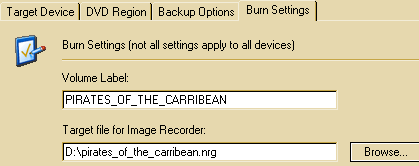 Target Device DVD Region Backup Options Burn Settings
Burn Settings (not all settings apply to all devices)
Volume Label:
PIRATES_OF_THE_CARRIBEAN
Target file for Image Recorder:
D:\pirates_of_the_carribean.nrg Browse...